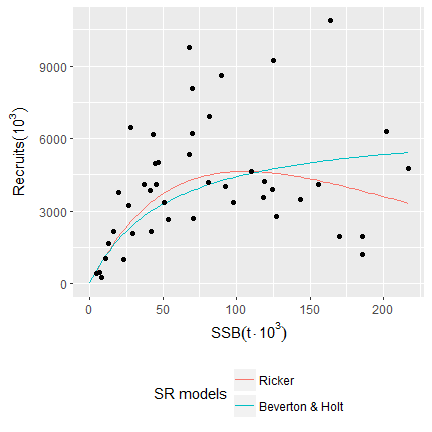 9000
6000
3000
0
Recruits(10³)
0
50
100
150
200
SSB(t·10³)
SR models
Ricker
Beverton & Holt